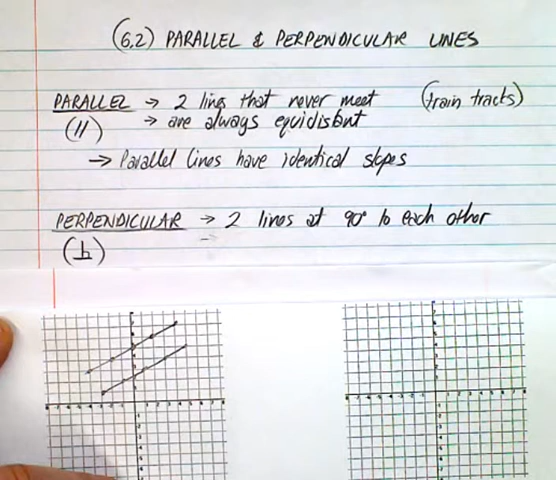 (6.2) PARALLEL & PERPENDICULAR LINES
PARALLEL → 2 lines that never meet (train tracks)
(//) → are always equidistant
→ Parallel lines have identical slopes
PERPENDICULAR → 2 lines at 90° to each other
(⊥)